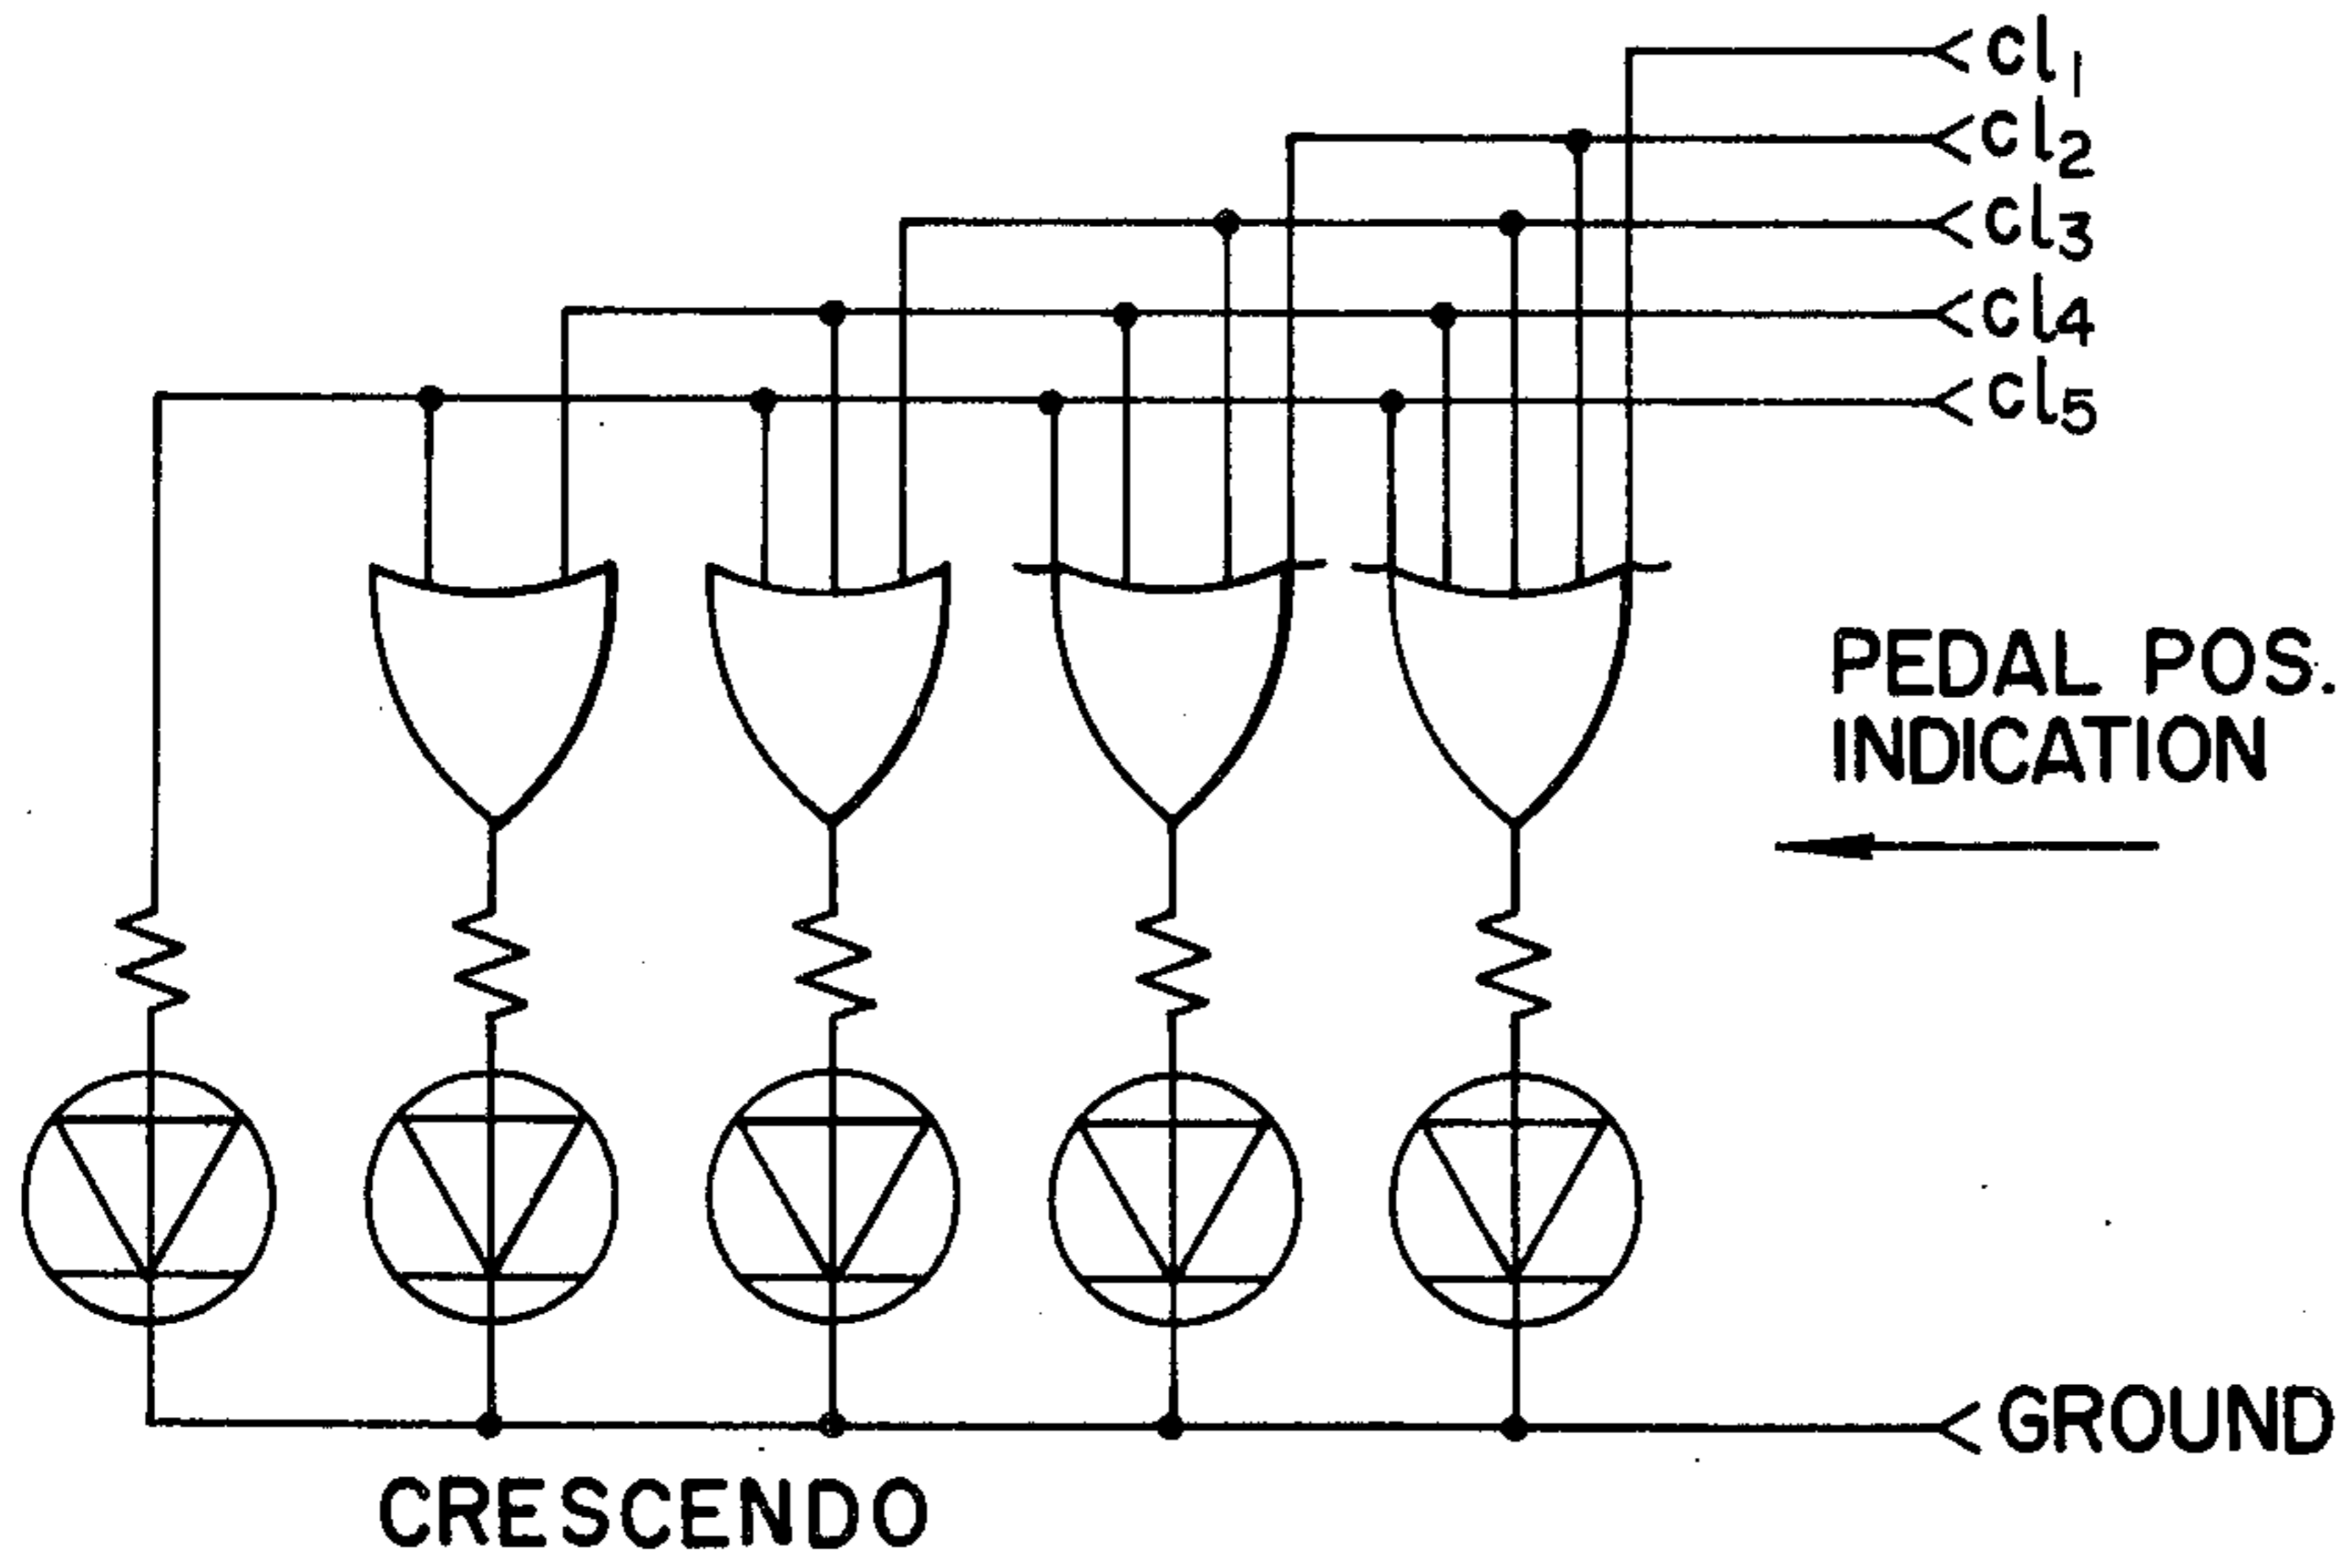 cl1
cl2
cl3
cl4
cl5
PEDAL POS.
INDICATION
GROUND
CRESCENDO